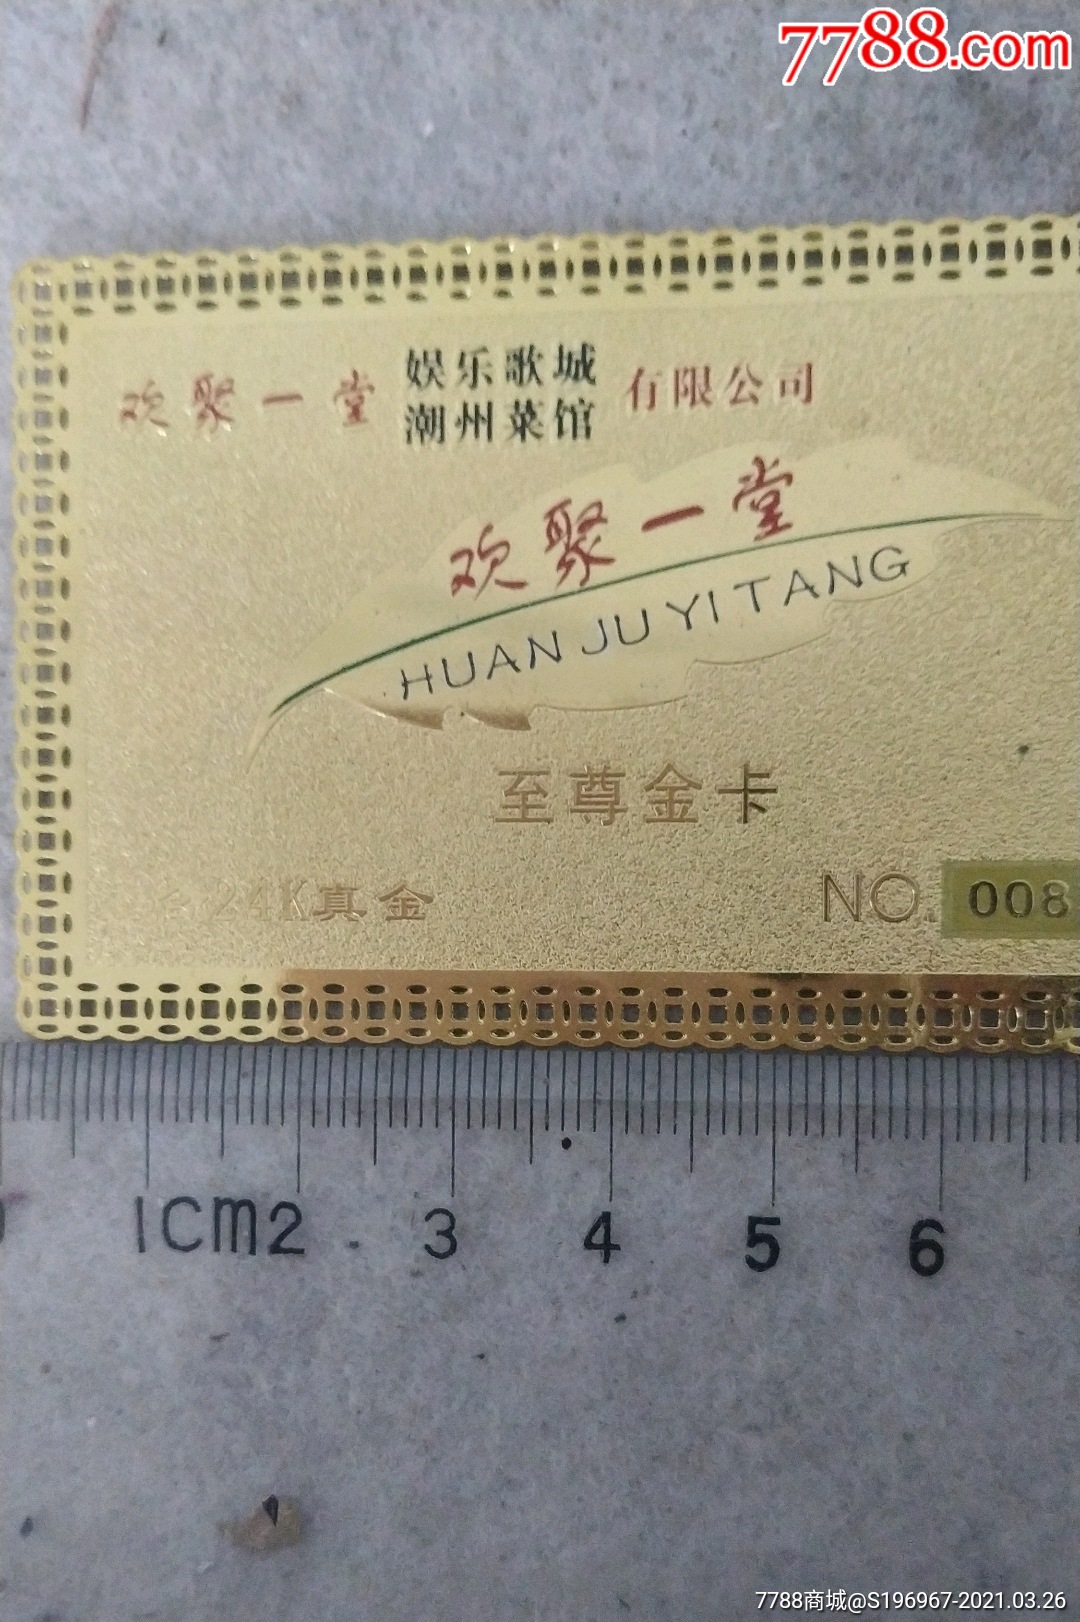 7788.com
欢聚一堂 娱乐歌城 有限公司
潮州菜馆
欢聚一堂
HUAN JU YI TANG
至尊金卡
24K真金
NO. 008
1CM 2 3 4 5 6
7788商城@S196967-2021.03.26